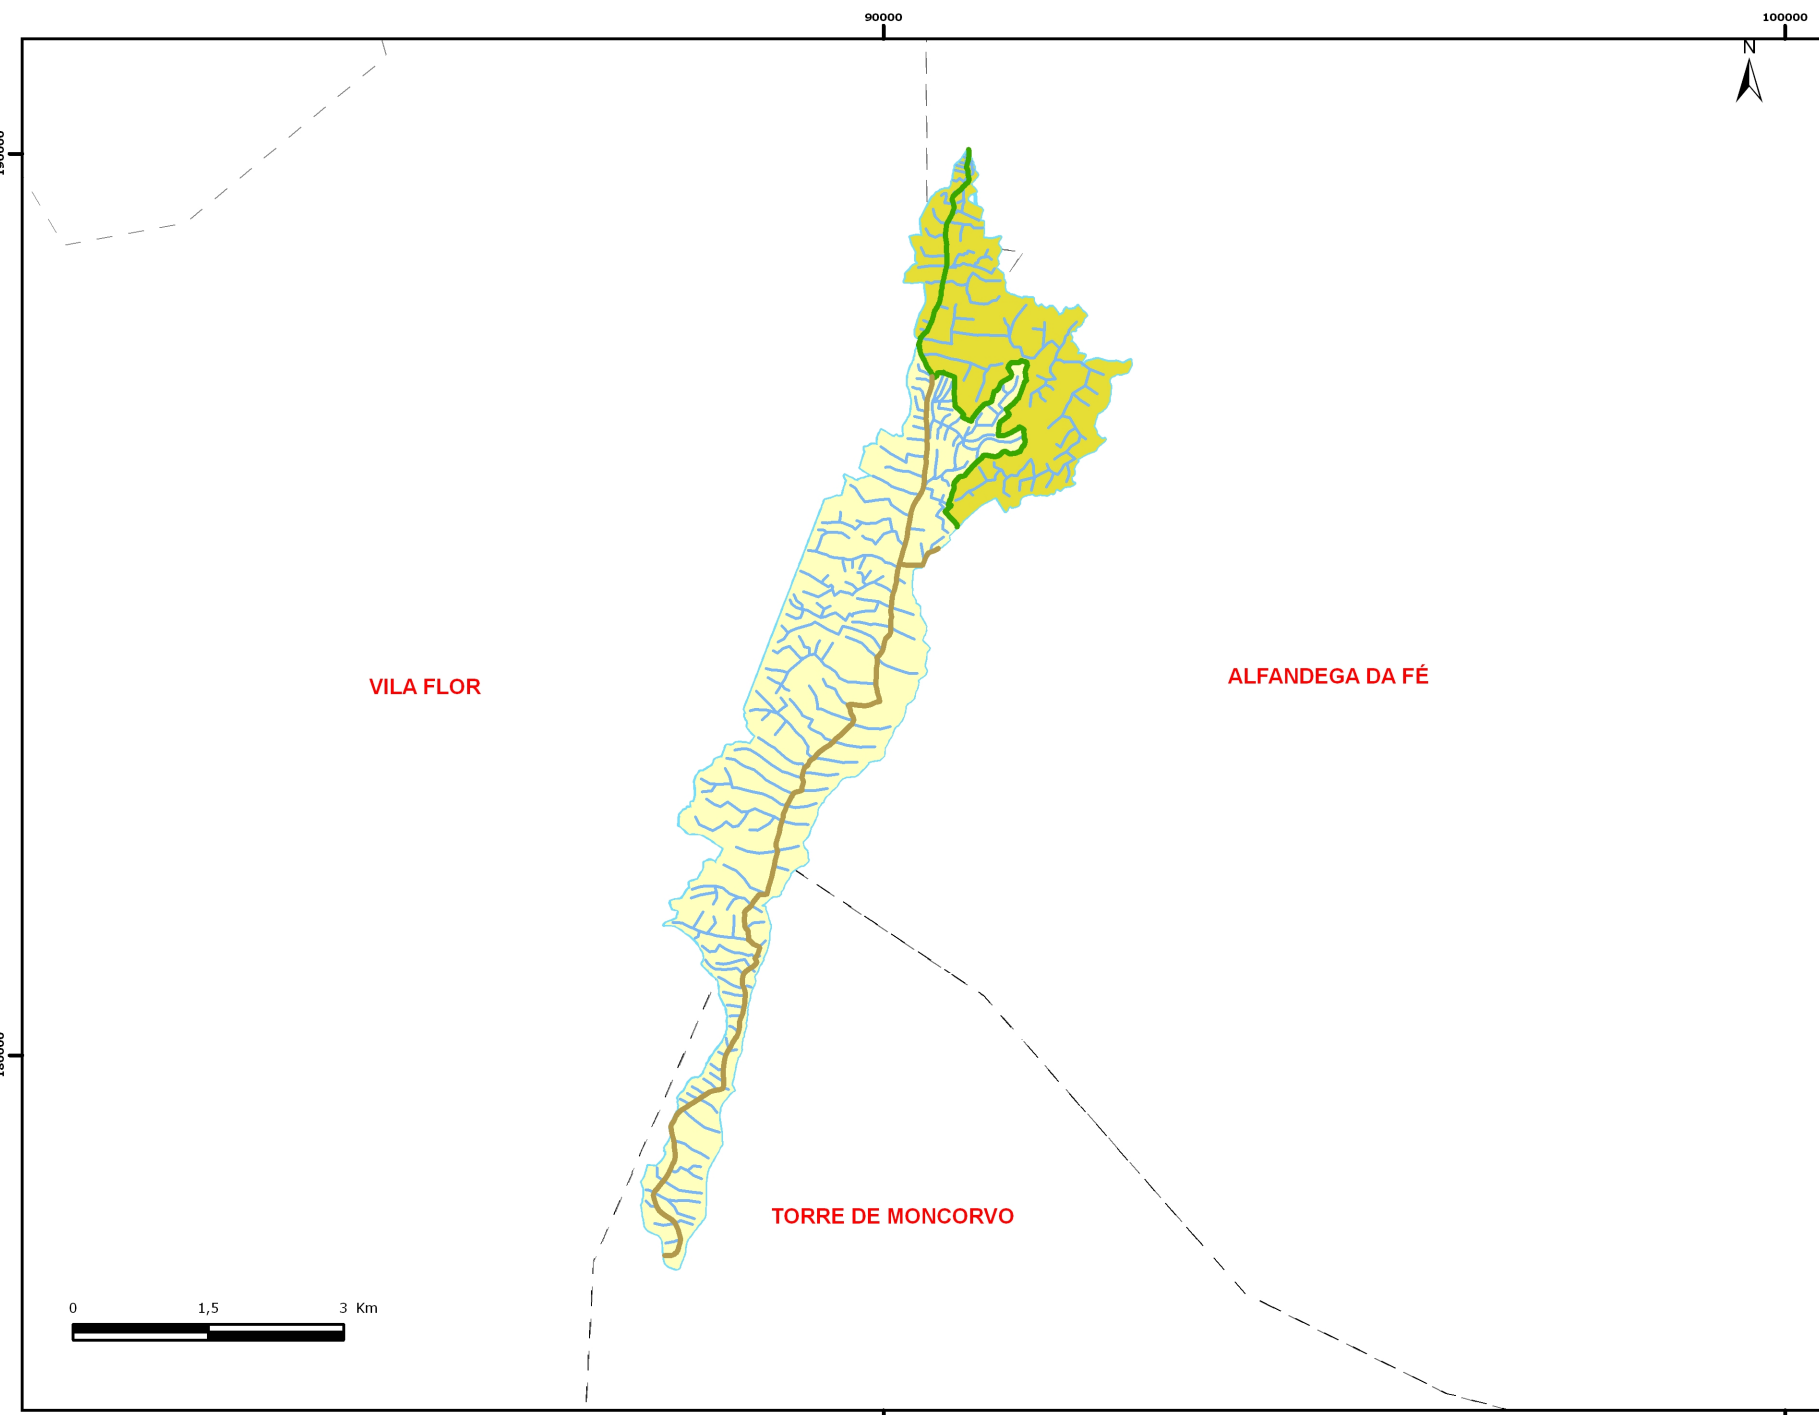 90000
100000
N
VILA FLOR
ALFANDEGA DA FÉ
TORRE DE MONCORVO
0 1,5 3 Km